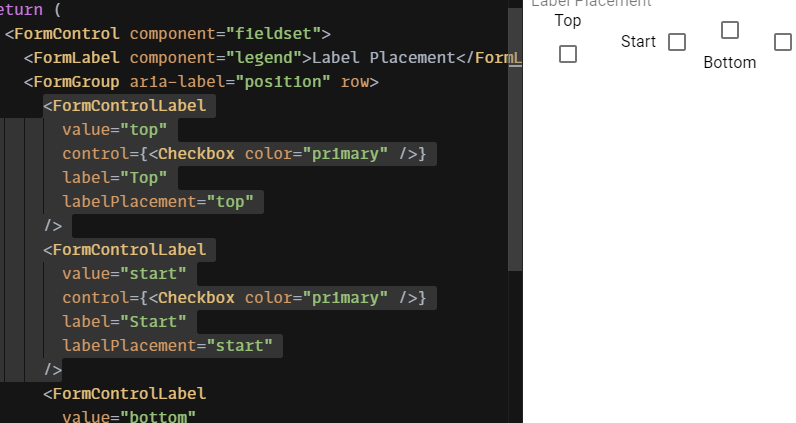 eturn (
<FormControl component="fieldset">
<FormLabel component="legend">Label Placement</FormL
<FormGroup aria-label="position" row>
<FormControlLabel
value="top"
control={<Checkbox color="primary" />}
label="Top"
labelPlacement="top"
/>
<FormControlLabel
value="start"
control={<Checkbox color="primary" />}
label="Start"
labelPlacement="start"
/>
<FormControlLabel
value="bottom"
Label Placement
Top
Start
Bottom